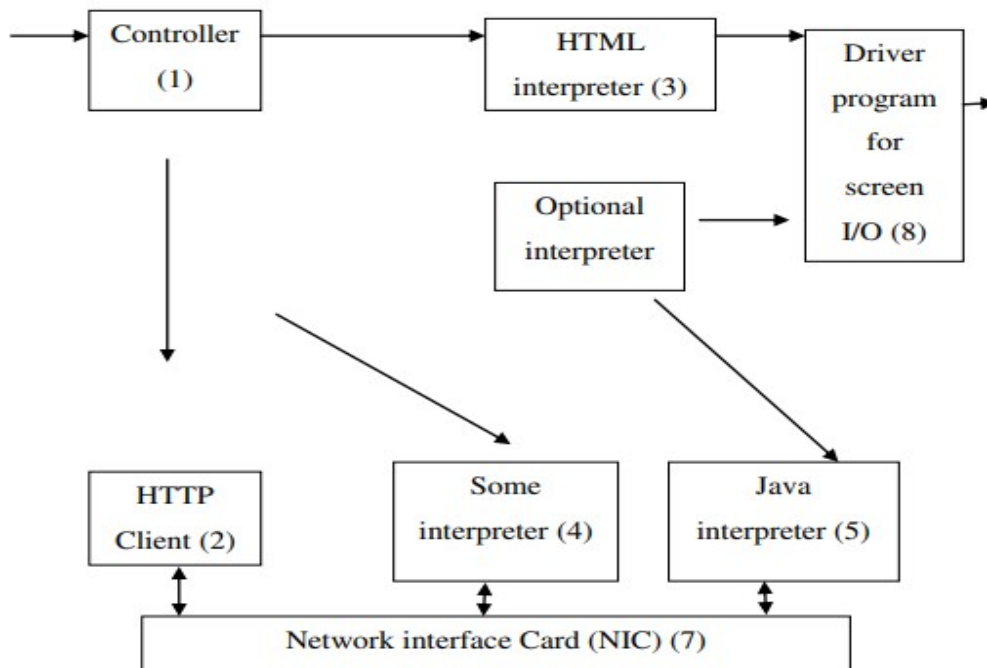 Controller
(1)
HTML
interpreter (3)
Driver
program
for
screen
I/O (8)
Optional
interpreter
HTTP
Client (2)
Some
interpreter (4)
Java
interpreter (5)
Network interface Card (NIC) (7)